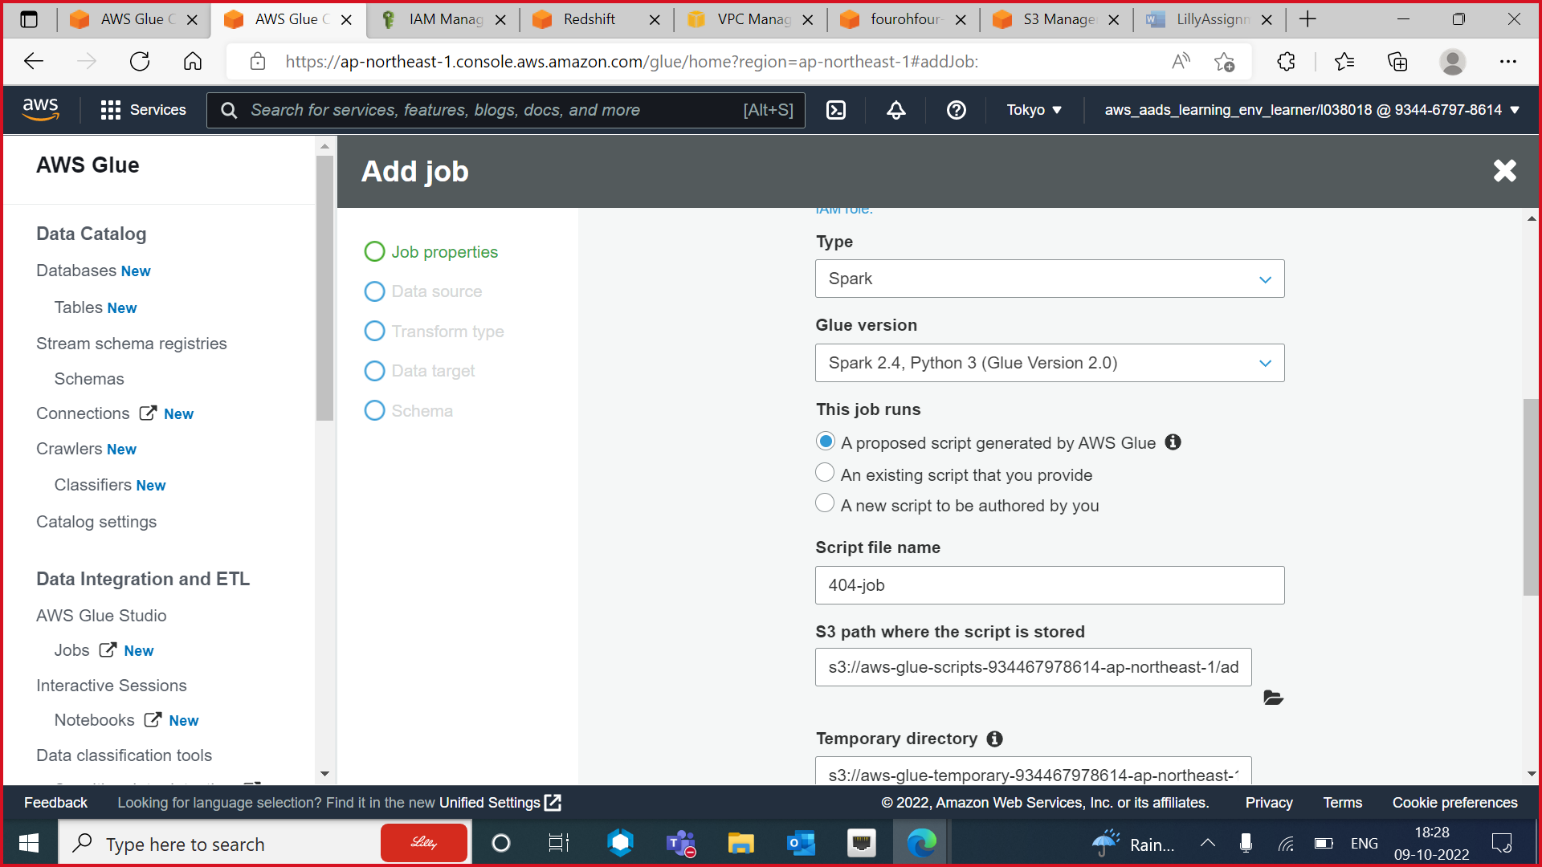 AWS Glue C
AWS Glue C
IAM Manag
Redshift
VPC Manag
fourohfour-
S3 Manage
LillyAssignn
https://ap-northeast-1.console.aws.amazon.com/glue/home?region=ap-northeast-1#addJob:
aws
Services
Search for services, features, blogs, docs, and more
[Alt+S]
Tokyo
aws_aads_learning_env_learner/l038018 @ 9344-6797-8614
AWS Glue
Data Catalog
Databases New
Tables New
Stream schema registries
Schemas
Connections New
Crawlers New
Classifiers New
Catalog settings
Data Integration and ETL
AWS Glue Studio
Jobs New
Interactive Sessions
Notebooks New
Data classification tools
Add job
Job properties
Data source
Transform type
Data target
Schema
IAM role.
Type
Spark
Glue version
Spark 2.4, Python 3 (Glue Version 2.0)
This job runs
A proposed script generated by AWS Glue
An existing script that you provide
A new script to be authored by you
Script file name
404-job
S3 path where the script is stored
s3://aws-glue-scripts-934467978614-ap-northeast-1/ad
Temporary directory
s3://aws-glue-temporary-934467978614-ap-northeast-1
Feedback
Looking for language selection? Find it in the new Unified Settings
© 2022, Amazon Web Services, Inc. or its affiliates.
Privacy
Terms
Cookie preferences
Type here to search
Lilly
Rain...
ENG
18:28
09-10-2022